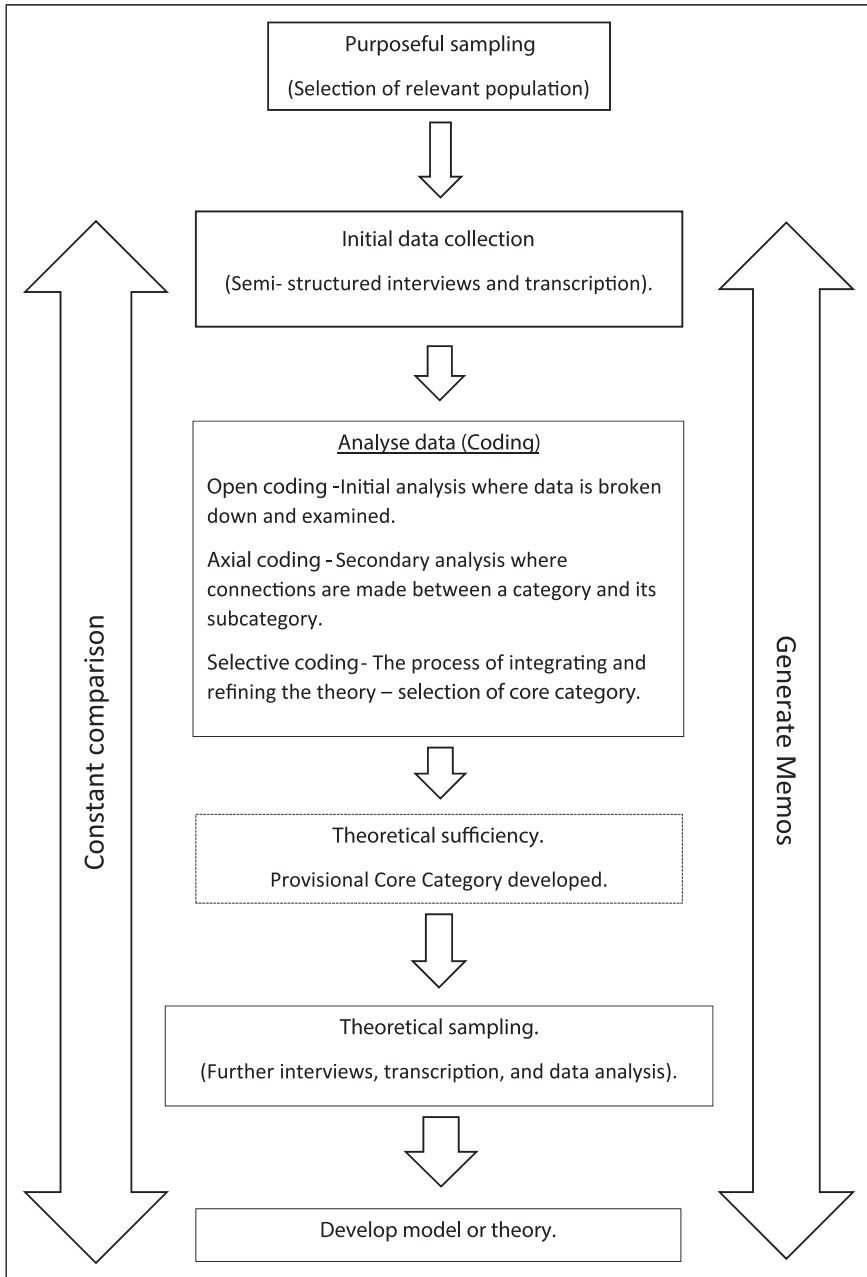 Purposeful sampling
(Selection of relevant population)
Initial data collection
(Semi- structured interviews and transcription).
Analyse data (Coding)
Open coding -Initial analysis where data is broken
down and examined.
Axial coding - Secondary analysis where
connections are made between a category and its
subcategory.
Selective coding- The process of integrating and
refining the theory – selection of core category.
Theoretical sufficiency.
Provisional Core Category developed.
Theoretical sampling.
(Further interviews, transcription, and data analysis).
Develop model or theory.
Constant comparison
Generate Memos